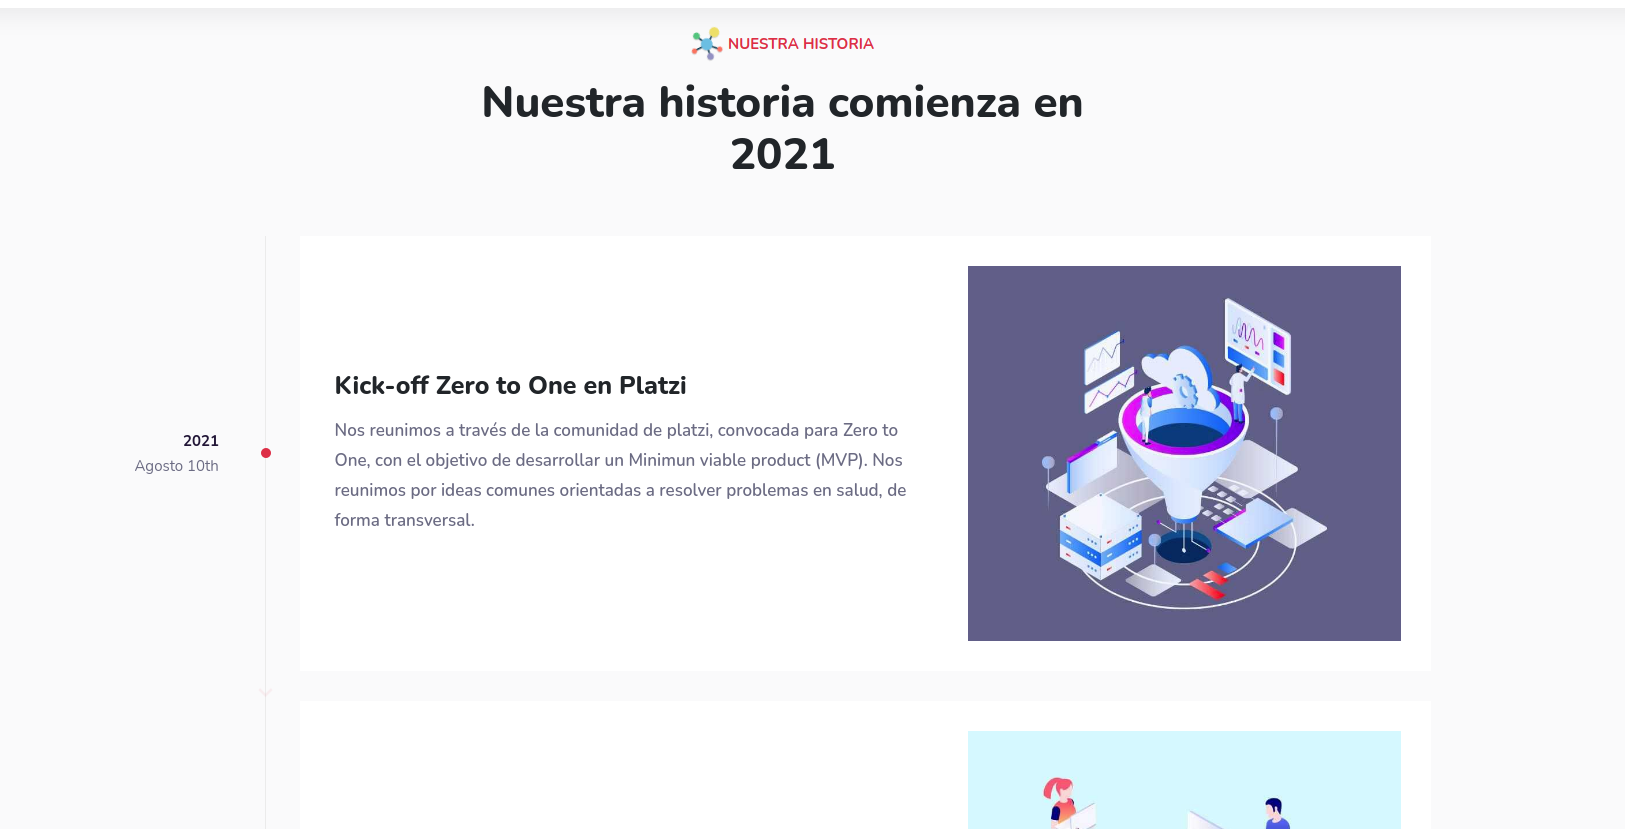 NUESTRA HISTORIA
Nuestra historia comienza en
2021
2021
Agosto 10th
Kick-off Zero to One en Platzi
Nos reunimos a través de la comunidad de platzi, convocada para Zero to
One, con el objetivo de desarrollar un Minimun viable product (MVP). Nos
reunimos por ideas comunes orientadas a resolver problemas en salud, de
forma transversal.